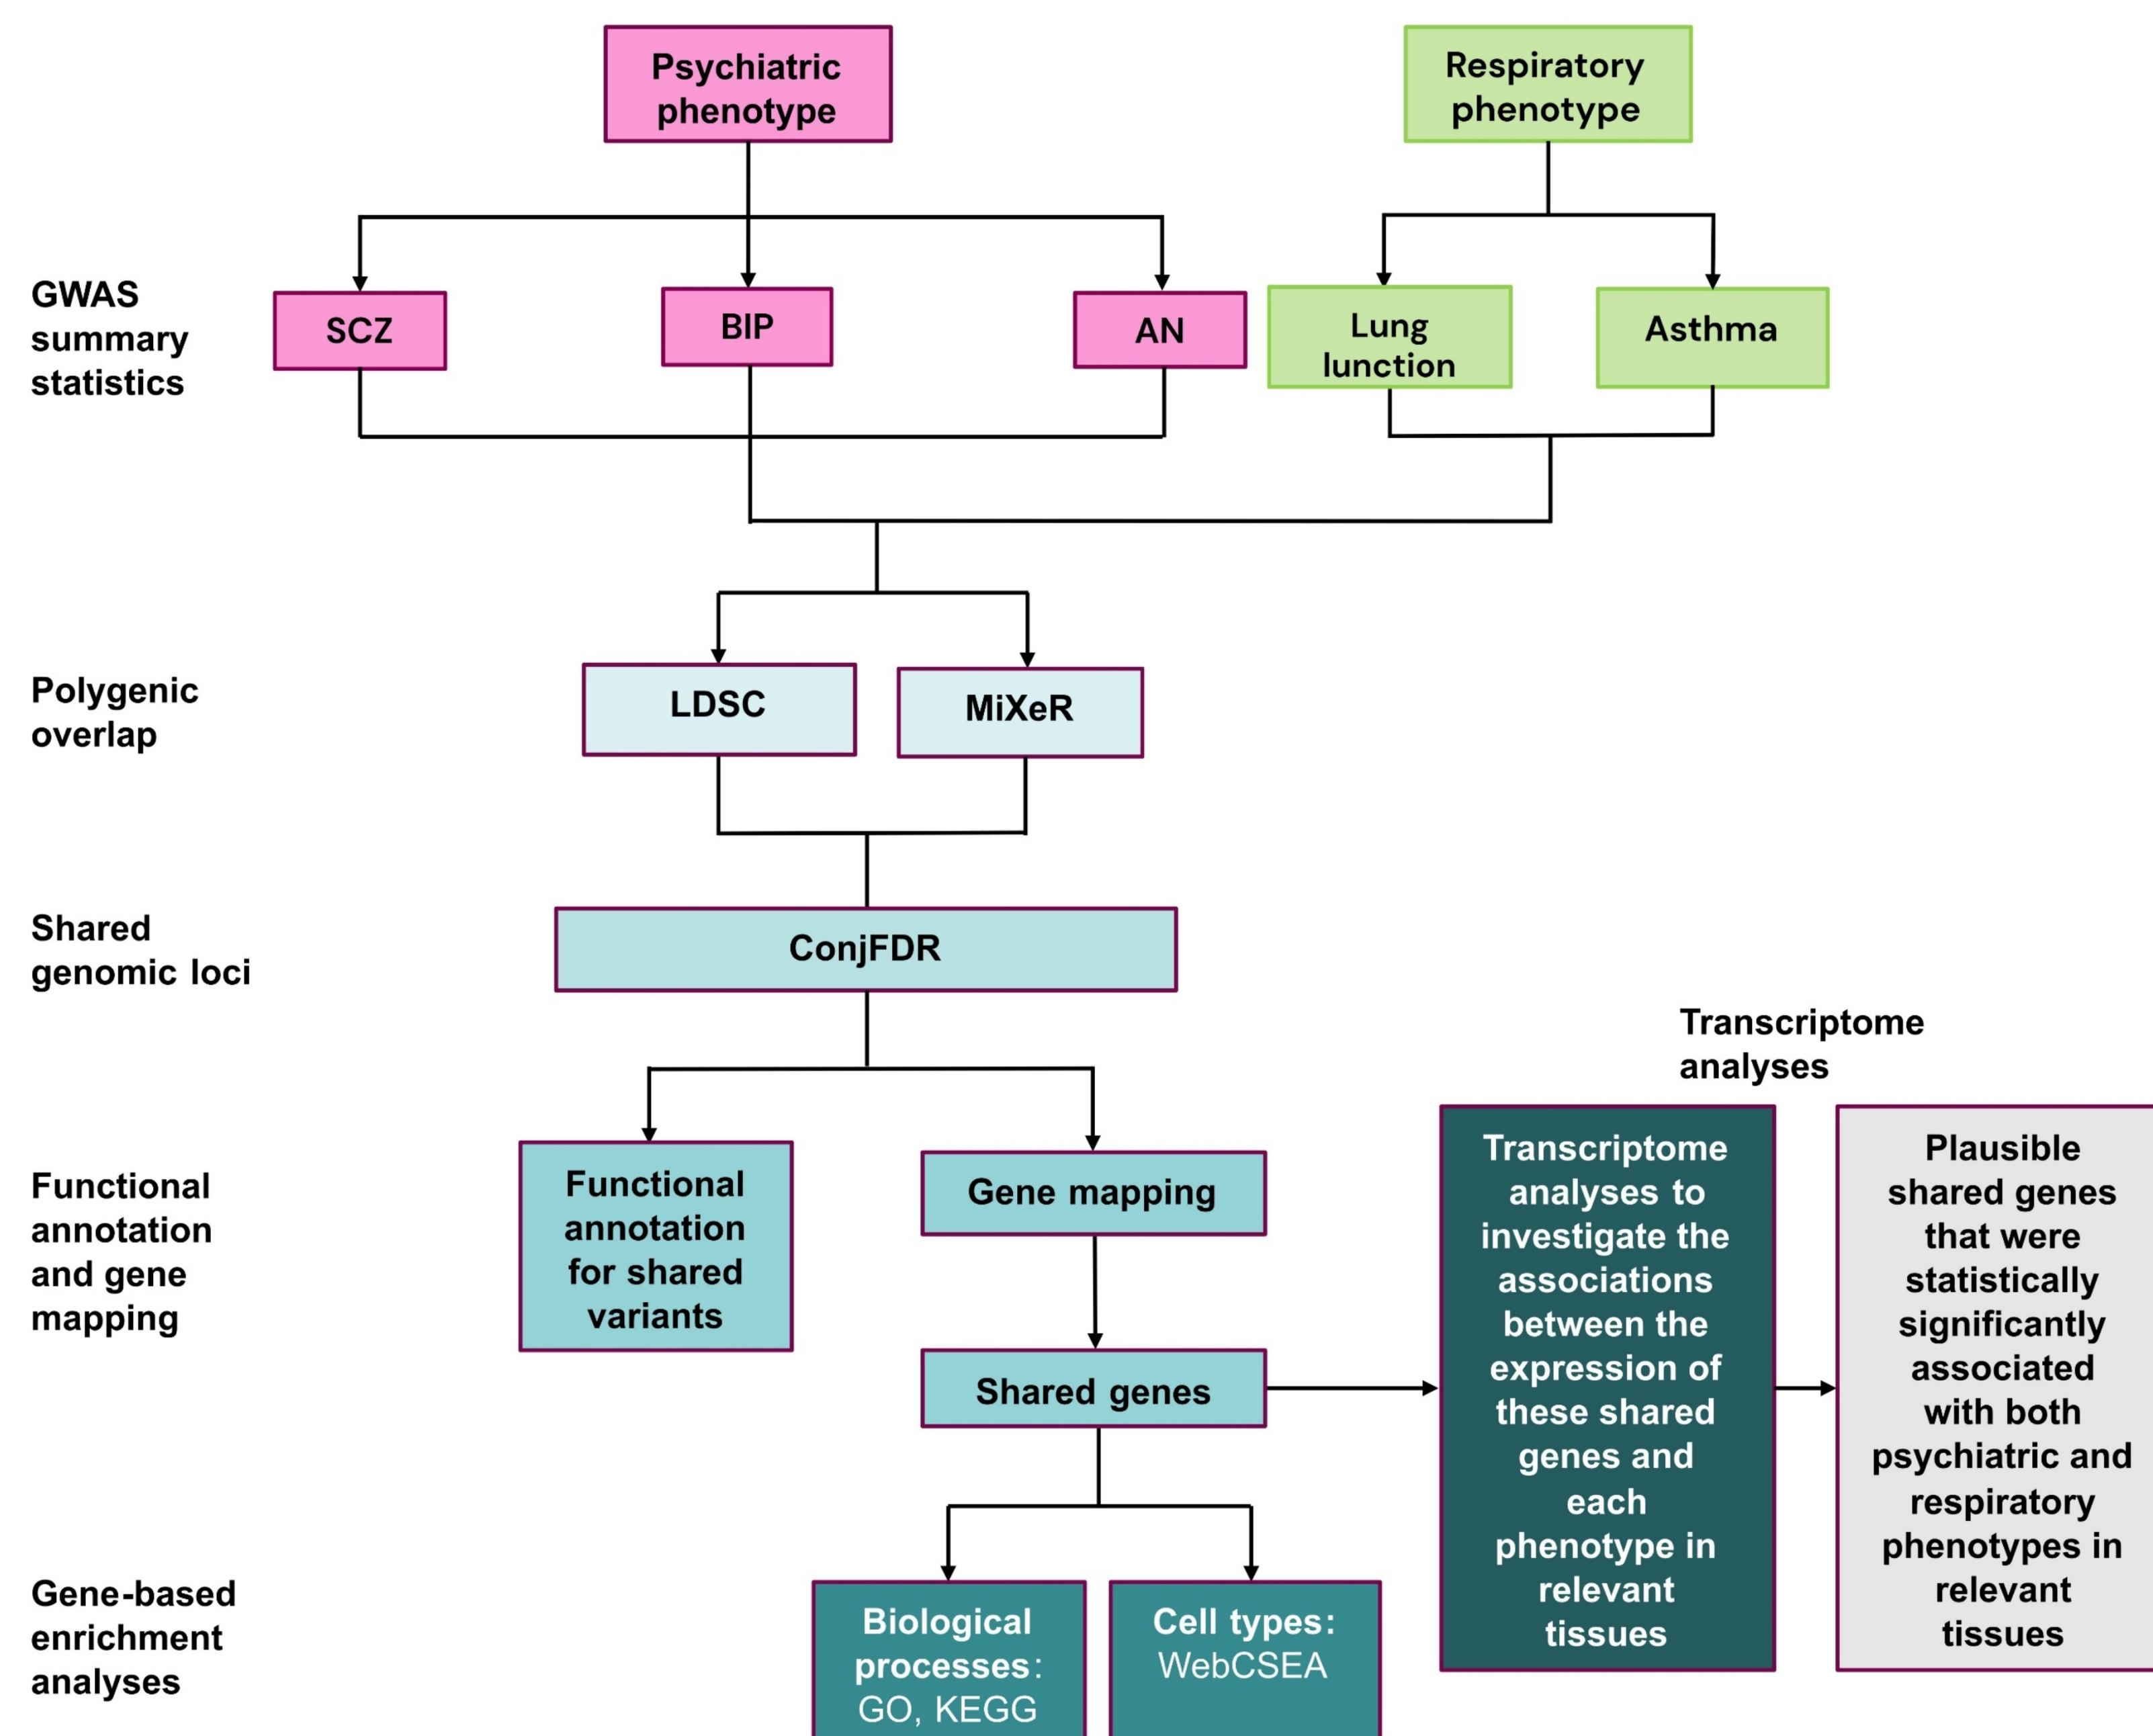 Psychiatric
phenotype
Respiratory
phenotype
GWAS
summary
statistics
SCZ
BIP
AN
Lung
lunction
Asthma
Polygenic
overlap
LDSC
MiXeR
Shared
genomic loci
ConjFDR
Functional
annotation
and gene
mapping
Functional
annotation
for shared
variants
Gene mapping
Shared genes
Transcriptome
analyses
Transcriptome
analyses to
investigate the
associations
between the
expression of
these shared
genes and
each
phenotype in
relevant
tissues
Plausible
shared genes
that were
statistically
significantly
associated
with both
psychiatric and
respiratory
phenotypes in
relevant
tissues
Gene-based
enrichment
analyses
Biological
processes:
GO, KEGG
Cell types:
WebCSEA